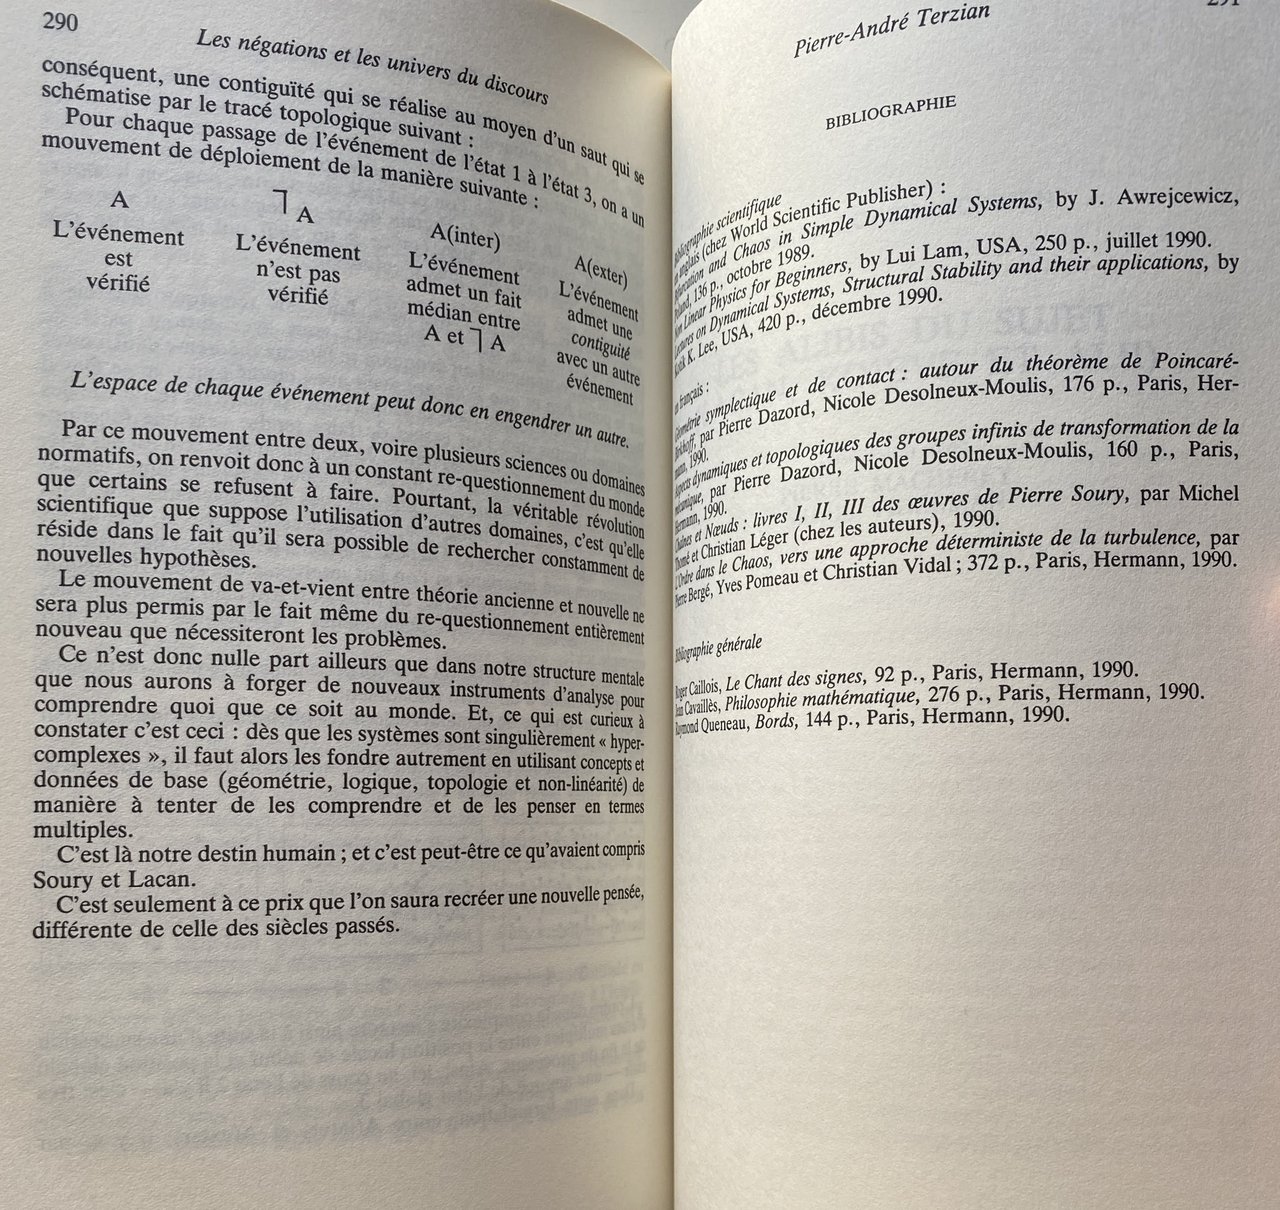 290
Les négations et les univers du discours
conséquent, une contiguïté qui se réalise au moyen d'un saut qui se
schématise par le tracé topologique suivant :
Pour chaque passage de l'événement de l'état 1 à l'état 3, on a un
mouvement de déploiement de la manière suivante :
A
L'événement
est
vérifié
⅂ A
L'événement
n'est pas
vérifié
A(inter)
L'événement
admet un fait
médian entre
A et ⅂ A
A(exter)
L'événement
admet une
contiguïté
avec un autre
événement
L'espace de chaque événement peut donc en engendrer un autre.
Par ce mouvement entre deux, voire plusieurs sciences ou domaines
normatifs, on renvoit donc à un constant re-questionnement du monde
que certains se refusent à faire. Pourtant, la véritable révolution
scientifique que suppose l'utilisation d'autres domaines, c'est qu'elle
réside dans le fait qu'il sera possible de rechercher constamment de
nouvelles hypothèses.
Le mouvement de va-et-vient entre théorie ancienne et nouvelle ne
sera plus permis par le fait même du re-questionnement entièrement
nouveau que nécessiteront les problèmes.
Ce n'est donc nulle part ailleurs que dans notre structure mentale
que nous aurons à forger de nouveaux instruments d'analyse pour
comprendre quoi que ce soit au monde. Et, ce qui est curieux à
constater c'est ceci : dès que les systèmes sont singulièrement « hyper-
complexes », il faut alors les fondre autrement en utilisant concepts et
données de base (géométrie, logique, topologie et non-linéarité) de
manière à tenter de les comprendre et de les penser en termes
multiples.
C'est là notre destin humain ; et c'est peut-être ce qu'avaient compris
Soury et Lacan.
C'est seulement à ce prix que l'on saura recréer une nouvelle pensée,
différente de celle des siècles passés.
Pierre-André Terzian
291
BIBLIOGRAPHIE
Bibliographie scientifique
en anglais (chez World Scientific Publisher) :
Bifurcation and Chaos in Simple Dynamical Systems, by J. Awrejcewicz,
Poland, 136 p., octobre 1989.
Non Linear Physics for Beginners, by Lui Lam, USA, 250 p., juillet 1990.
Lectures on Dynamical Systems, Structural Stability and their applications, by
K. Lee, USA, 420 p., décembre 1990.
en français :
Géométrie symplectique et de contact : autour du théorème de Poincaré-
Birkhoff, par Pierre Dazord, Nicole Desolneux-Moulis, 176 p., Paris, Her-
mann, 1990.
Aspects dynamiques et topologiques des groupes infinis de transformation de la
mécanique, par Pierre Dazord, Nicole Desolneux-Moulis, 160 p., Paris,
Hermann, 1990.
Chaînes et Nœuds : livres I, II, III des œuvres de Pierre Soury, par Michel
Thomé et Christian Léger (chez les auteurs), 1990.
L'Ordre dans le Chaos, vers une approche déterministe de la turbulence, par
Pierre Bergé, Yves Pomeau et Christian Vidal ; 372 p., Paris, Hermann, 1990.
Bibliographie générale
Roger Caillois, Le Chant des signes, 92 p., Paris, Hermann, 1990.
Jean Cavaillès, Philosophie mathématique, 276 p., Paris, Hermann, 1990.
Raymond Queneau, Bords, 144 p., Paris, Hermann, 1990.